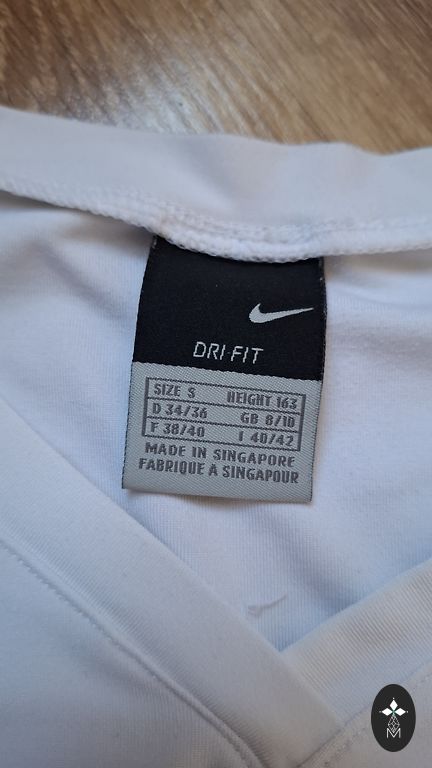 DRI-FIT
SIZE S HEIGHT 163
D 34/36 GB 8/10
F 38/40 I 40/42
MADE IN SINGAPORE
FABRIQUE A SINGAPOUR
M